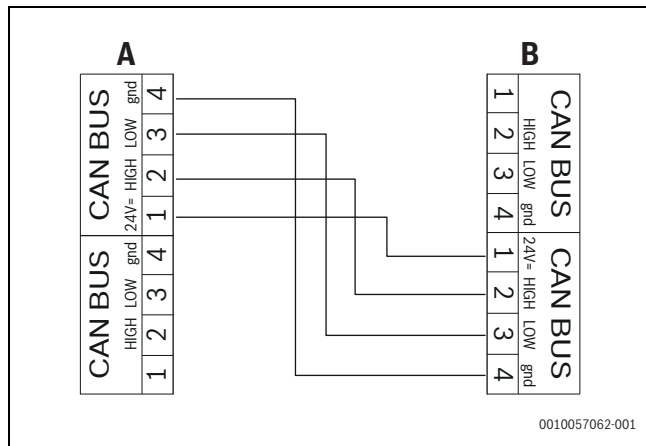 A
B
CAN BUS
gnd
LOW
HIGH
24V=
4
3
2
1
CAN BUS
gnd
LOW
HIGH
4
3
2
1
1
2
3
4
HIGH
LOW
gnd
CAN BUS
1
2
3
4
24V=
HIGH
LOW
gnd
CAN BUS
0010057062-001